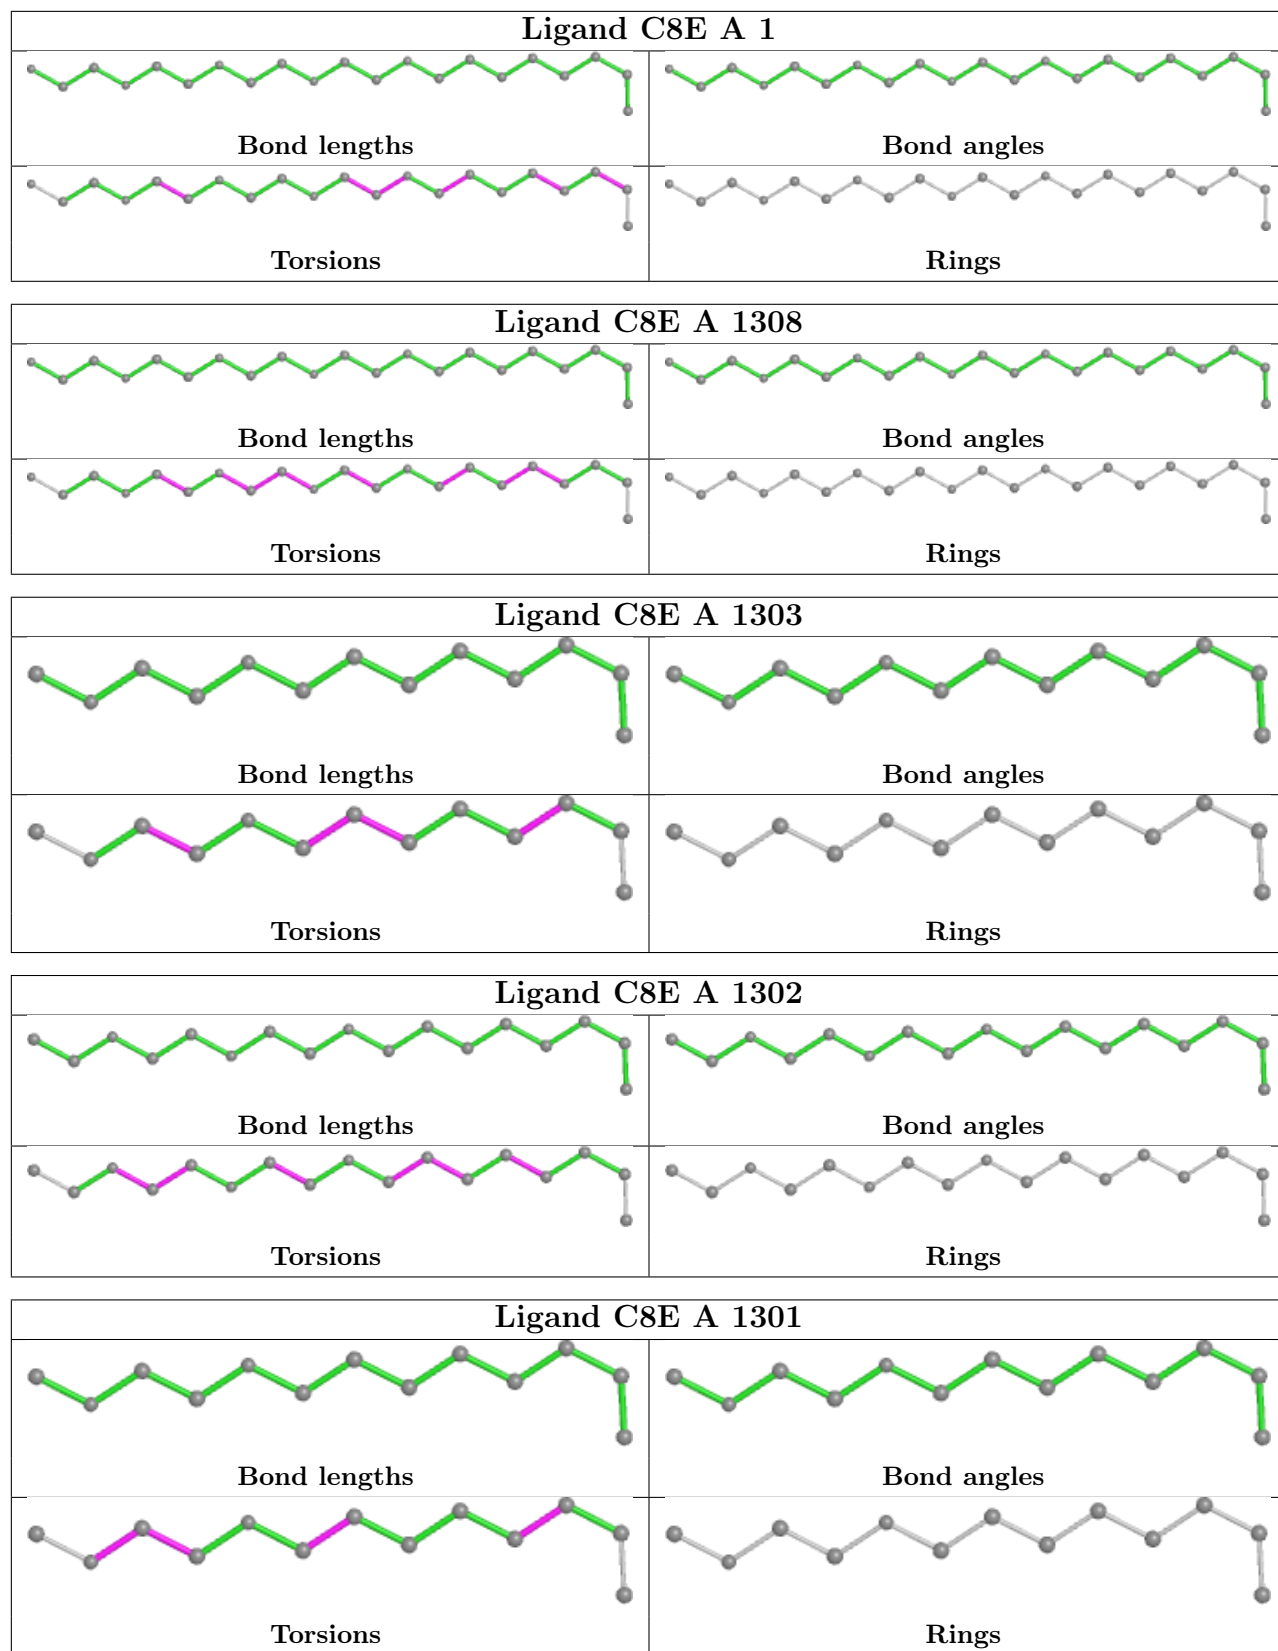 Ligand C8E A 1
Bond lengths
Bond angles
Torsions
Rings
Ligand C8E A 1308
Bond lengths
Bond angles
Torsions
Rings
Ligand C8E A 1303
Bond lengths
Bond angles
Torsions
Rings
Ligand C8E A 1302
Bond lengths
Bond angles
Torsions
Rings
Ligand C8E A 1301
Bond lengths
Bond angles
Torsions
Rings